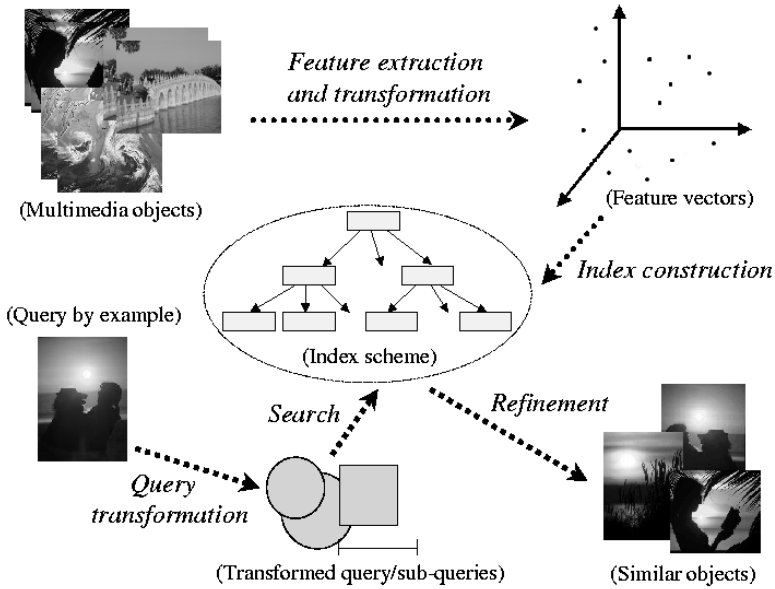 Feature extraction
and transformation
(Multimedia objects)
(Feature vectors)
Index construction
(Query by example)
(Index scheme)
Search
Refinement
Query
transformation
(Transformed query/sub-queries)
(Similar objects)